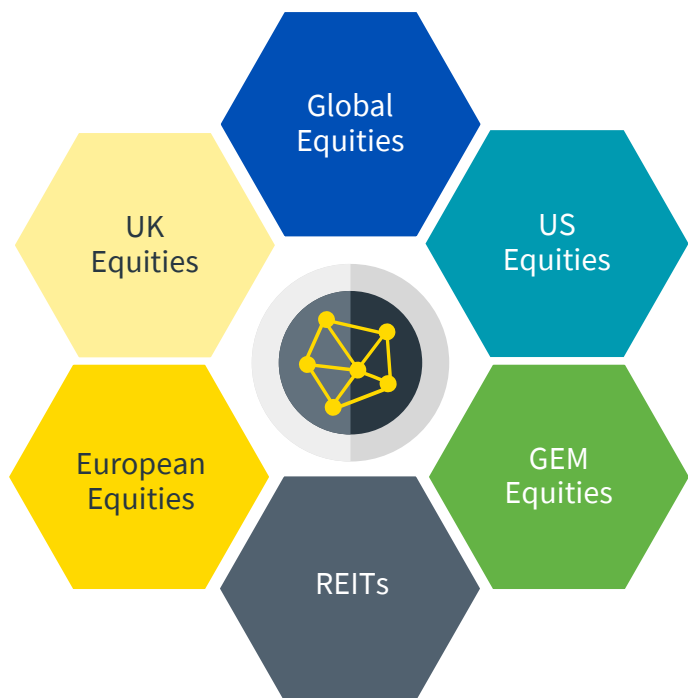 Global
Equities
US
Equities
GEM
Equities
REITs
European
Equities
UK
Equities